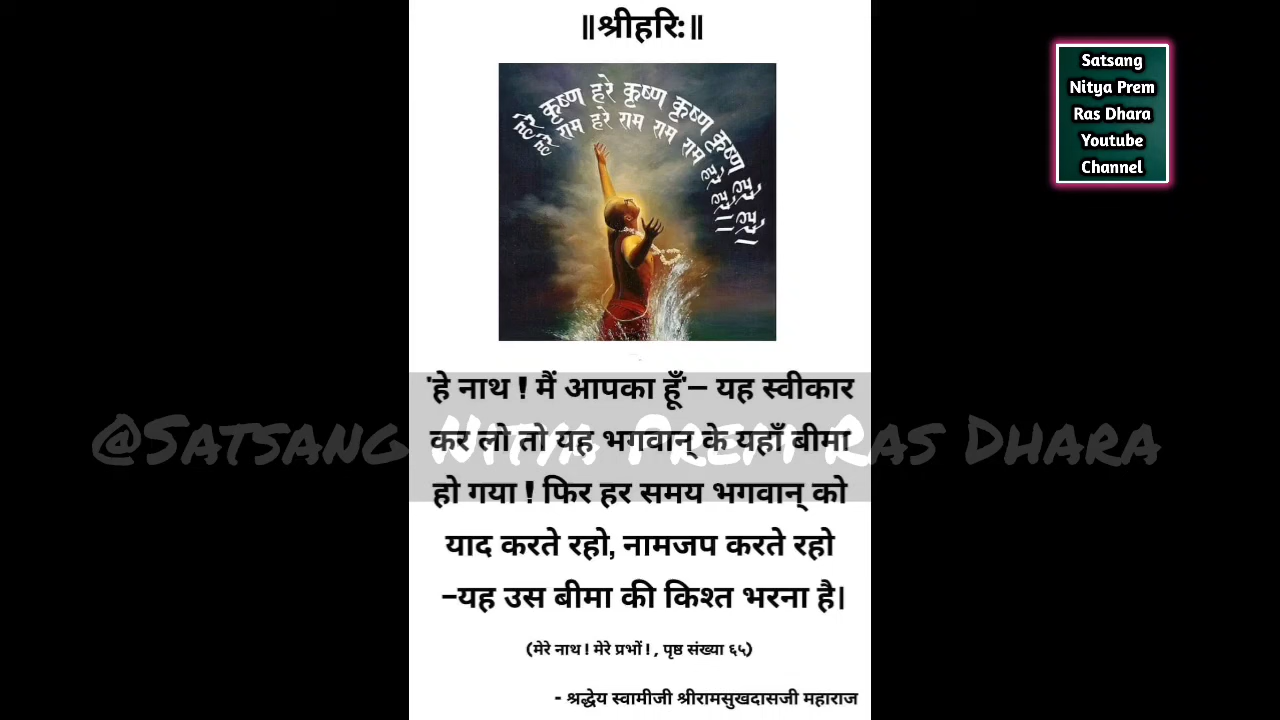 ॥श्रीहरि:॥
हरे कृष्ण हरे कृष्ण कृष्ण कृष्ण हरे हरे।
हरे राम हरे राम राम राम हरे हरे।।
Satsang
Nitya Prem
Ras Dhara
Youtube
Channel
'हे नाथ ! मैं आपका हूँ'– यह स्वीकार
कर लो तो यह भगवान् के यहाँ बीमा
हो गया ! फिर हर समय भगवान् को
याद करते रहो, नामजप करते रहो
–यह उस बीमा की किश्त भरना है।
@Satsang Nitya Prem Ras Dhara
(मेरे नाथ ! मेरे प्रभों ! , पृष्ठ संख्या ६५)
- श्रद्धेय स्वामीजी श्रीरामसुखदासजी महाराज